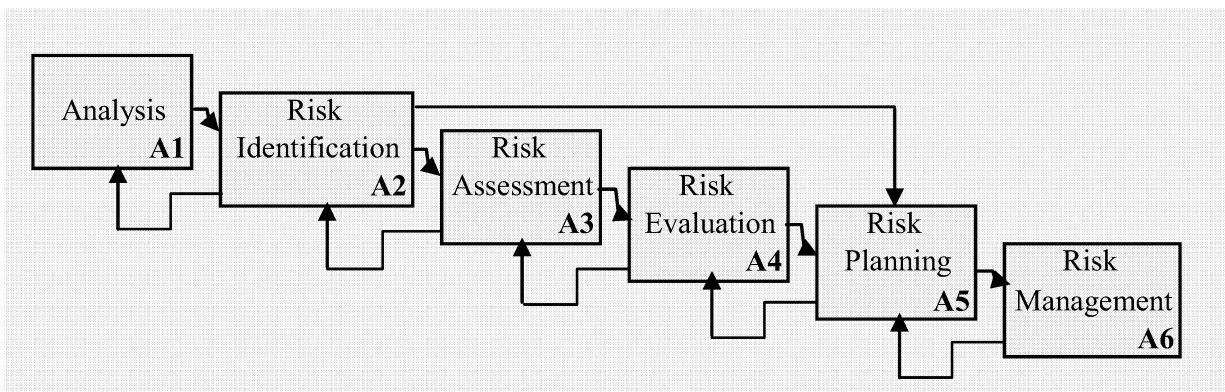 Analysis
A1
Risk
Identification
A2
Risk
Assessment
A3
Risk
Evaluation
A4
Risk
Planning
A5
Risk
Management
A6